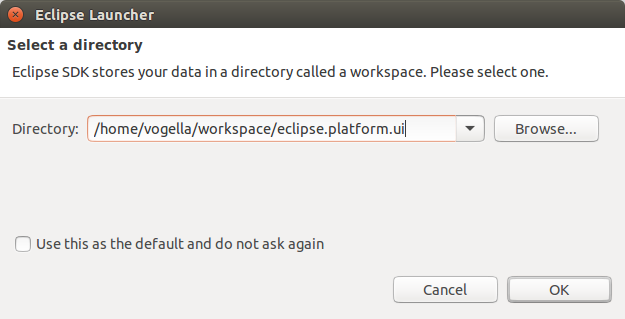 Eclipse Launcher
Select a directory
Eclipse SDK stores your data in a directory called a workspace. Please select one.
Directory: /home/vogella/workspace/eclipse.platform.ui Browse...
Use this as the default and do not ask again
Cancel OK